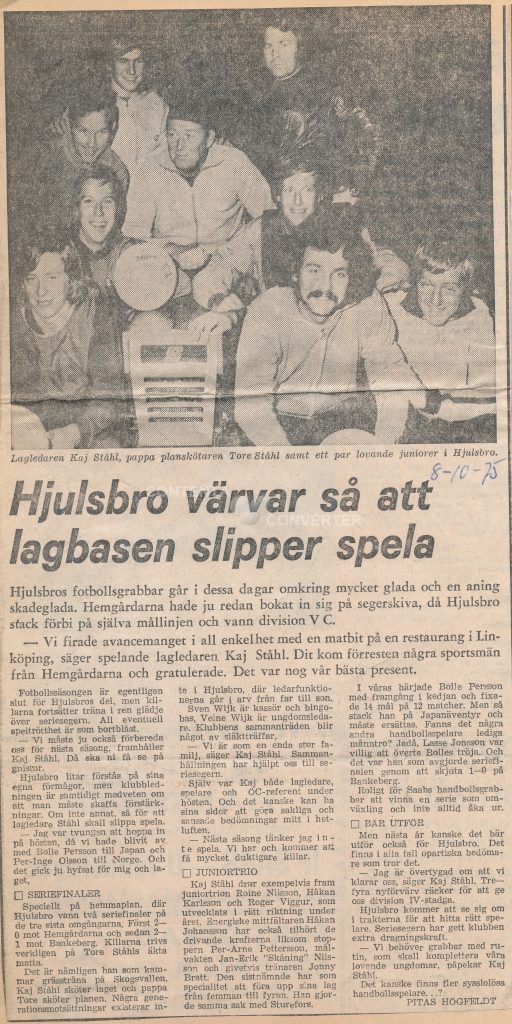 Lagledaren Kaj Ståhl, pappa planskötaren Tore Ståhl samt ett par lovande juniorer i Hjulsbro.
8-10-75
Hjulsbro värvar så att
lagbasen slipper spela
Hjulsbros fotbollsgrabbar går i dessa dagar omkring mycket glada och en aning
skadeglada. Hemgårdarna hade ju redan bokat in sig på segerskiva, då Hjulsbro
stack förbi på själva mållinjen och vann division V C.
— Vi firade avancemanget i all enkelhet med en matbit på en restaurang i Lin-
köping, säger spelande lagledaren Kaj Ståhl. Dit kom förresten några sportsmän
från Hemgårdarna och gratulerade. Det var nog vår bästa present.
Fotbollssäsongen är egentligen
slut för Hjulsbros del, men kil-
larna fortsätter träna i ren glädje
över seriesegern. All eventuell
speltrötthet är som bortblåst.
— Vi måste ju också förbereda
oss för nästa säsong, framhåller
Kaj Ståhl. Då ska ni få se på
gnistor.
Hjulsbro litar förstås på sina
egna förmågor, men klubbled-
ningen är samtidigt medveten om
att man måste skaffa förstärk-
ningar. Om inte annat, så för att
lagledare Ståhl skall slippa spela.
— Jag var tvungen att hoppa in
på hösten, då vi hade blivit av
med Bolle Persson till Japan och
Per-Inge Olsson till Norge. Och
det gick ju hyfsat för mig och la-
get.
□ SERIEFINALER
Speciellt på hemmaplan, där
Hjulsbro vann två seriefinaler på
de tre sista omgångarna. Först 2—
0 mot Hemgårdarna och sedan 2—
1 mot Bankeberg. Killarna trivs
verkligen på Tore Ståhls äkta
matta.
Det är nämligen han som kam-
mar grässtråna på Skogsvallen.
Kaj Ståhl sköter laget och pappa
Tore sköter planen. Några gene-
rationsmotsättningar existerar in-
te i Hjulsbro, där ledarfunktio-
nerna går i arv från far till son.
Sven Wijk är kassör och bingo-
bas, Veine Wijk är ungdomsleda-
re. Klubbens sammanträden blir
något av släktträffar.
— Vi är som en enda stor fa-
milj, säger Kaj Ståhl. Samman-
hållningen har hjälpt oss till se-
riesegern.
Själv var Kaj både lagledare,
spelare och ÖC-referent under
hösten. Och det kanske kan ha
sina sidor att göra sakliga och
sansade bedömningar mitt i het-
luften.
— Nästa säsong tänker jag in-
te spela. Vi har och kommer att
få mycket duktigare killar.
□ JUNIORTRIO
Kaj Ståhl drar exempelvis fram
juniortrion Roine Nilsson, Håkan
Karlsson och Roger Viggur, som
utvecklats i rätt riktning under
året. Energiske mittfältaren Håkan
Johansson har också tillhört de
drivande krafterna liksom stop-
pern Par-Arne Pettersson, mål-
vakten Jan-Erik "Skåning" Nils-
son och givetvis tränaren Jonny
Bratt. Den sistnämnde har som
specialitet att föra upp sina lag
från femman till fyran. Han gjor-
de samma sak med Sturefors.
I våras härjade Bolle Persson
med framgång i kedjan och fixa-
de 14 mål på 12 matcher. Men så
stack han på Japanäventyr och
måste ersättas. Fanns det några
andra handbollsspelare lediga
månntro? Jadå, Lasse Jonsson var
villig att överta Bolles tröja. Och
det var han som avgjorde seriefi-
nalen genom att skjuta 1—0 på
Bankeberg.
Roligt för Saabs handbollsgrab-
bar att vinna en serie som om-
växling och inte alltid åka ur.
□ BÄR UTFÖR
Men nästa år kanske det bär
utför också för Hjulsbro. Det
finns i alla fall opartiska bedöma-
re som tror det.
— Jag är övertygad om att vi
klarar oss, säger Kaj Ståhl. Tre—
fyra nyförvärv räcker för att ge
oss division IV-stadga.
Hjulsbro kommer att se sig om
i trakterna för att hitta rätt spe-
lare. Seriesegern har gett klubben
extra dragningskraft.
— Vi behöver grabbar med ru-
tin, som skall komplettera våra
lovande ungdomar, påpekar Kaj
Ståhl.
Det kanske finns fler sysslolösa
handbollsspelare...?
PITAS HÖGFELDT